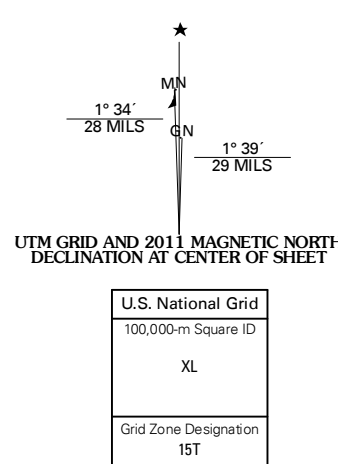 MN
1° 34´
28 MILS
GN
1° 39´
29 MILS
UTM GRID AND 2011 MAGNETIC NORTH
DECLINATION AT CENTER OF SHEET
U.S. National Grid
100,000-m Square ID
XL
Grid Zone Designation
15T